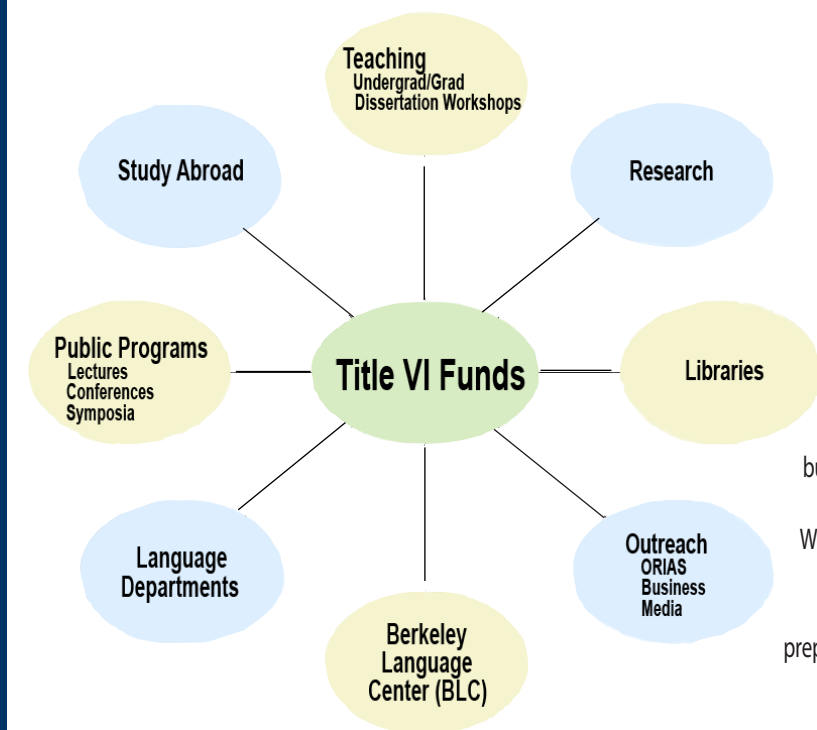 Teaching
Undergrad/Grad
Dissertation Workshops
Study Abroad
Research
Public Programs
Lectures
Conferences
Symposia
Title VI Funds
Libraries
Language
Departments
Outreach
ORIAS
Business
Media
Berkeley
Language
Center (BLC)